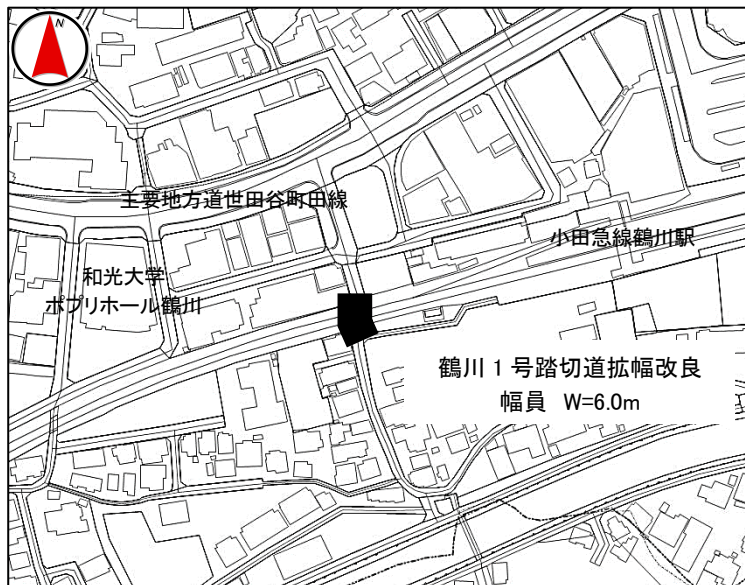 N
主要地方道世田谷町田線
小田急線鶴川駅
和光大学
ポプリホール鶴川
鶴川1号踏切道拡幅改良
幅員 W=6.0m